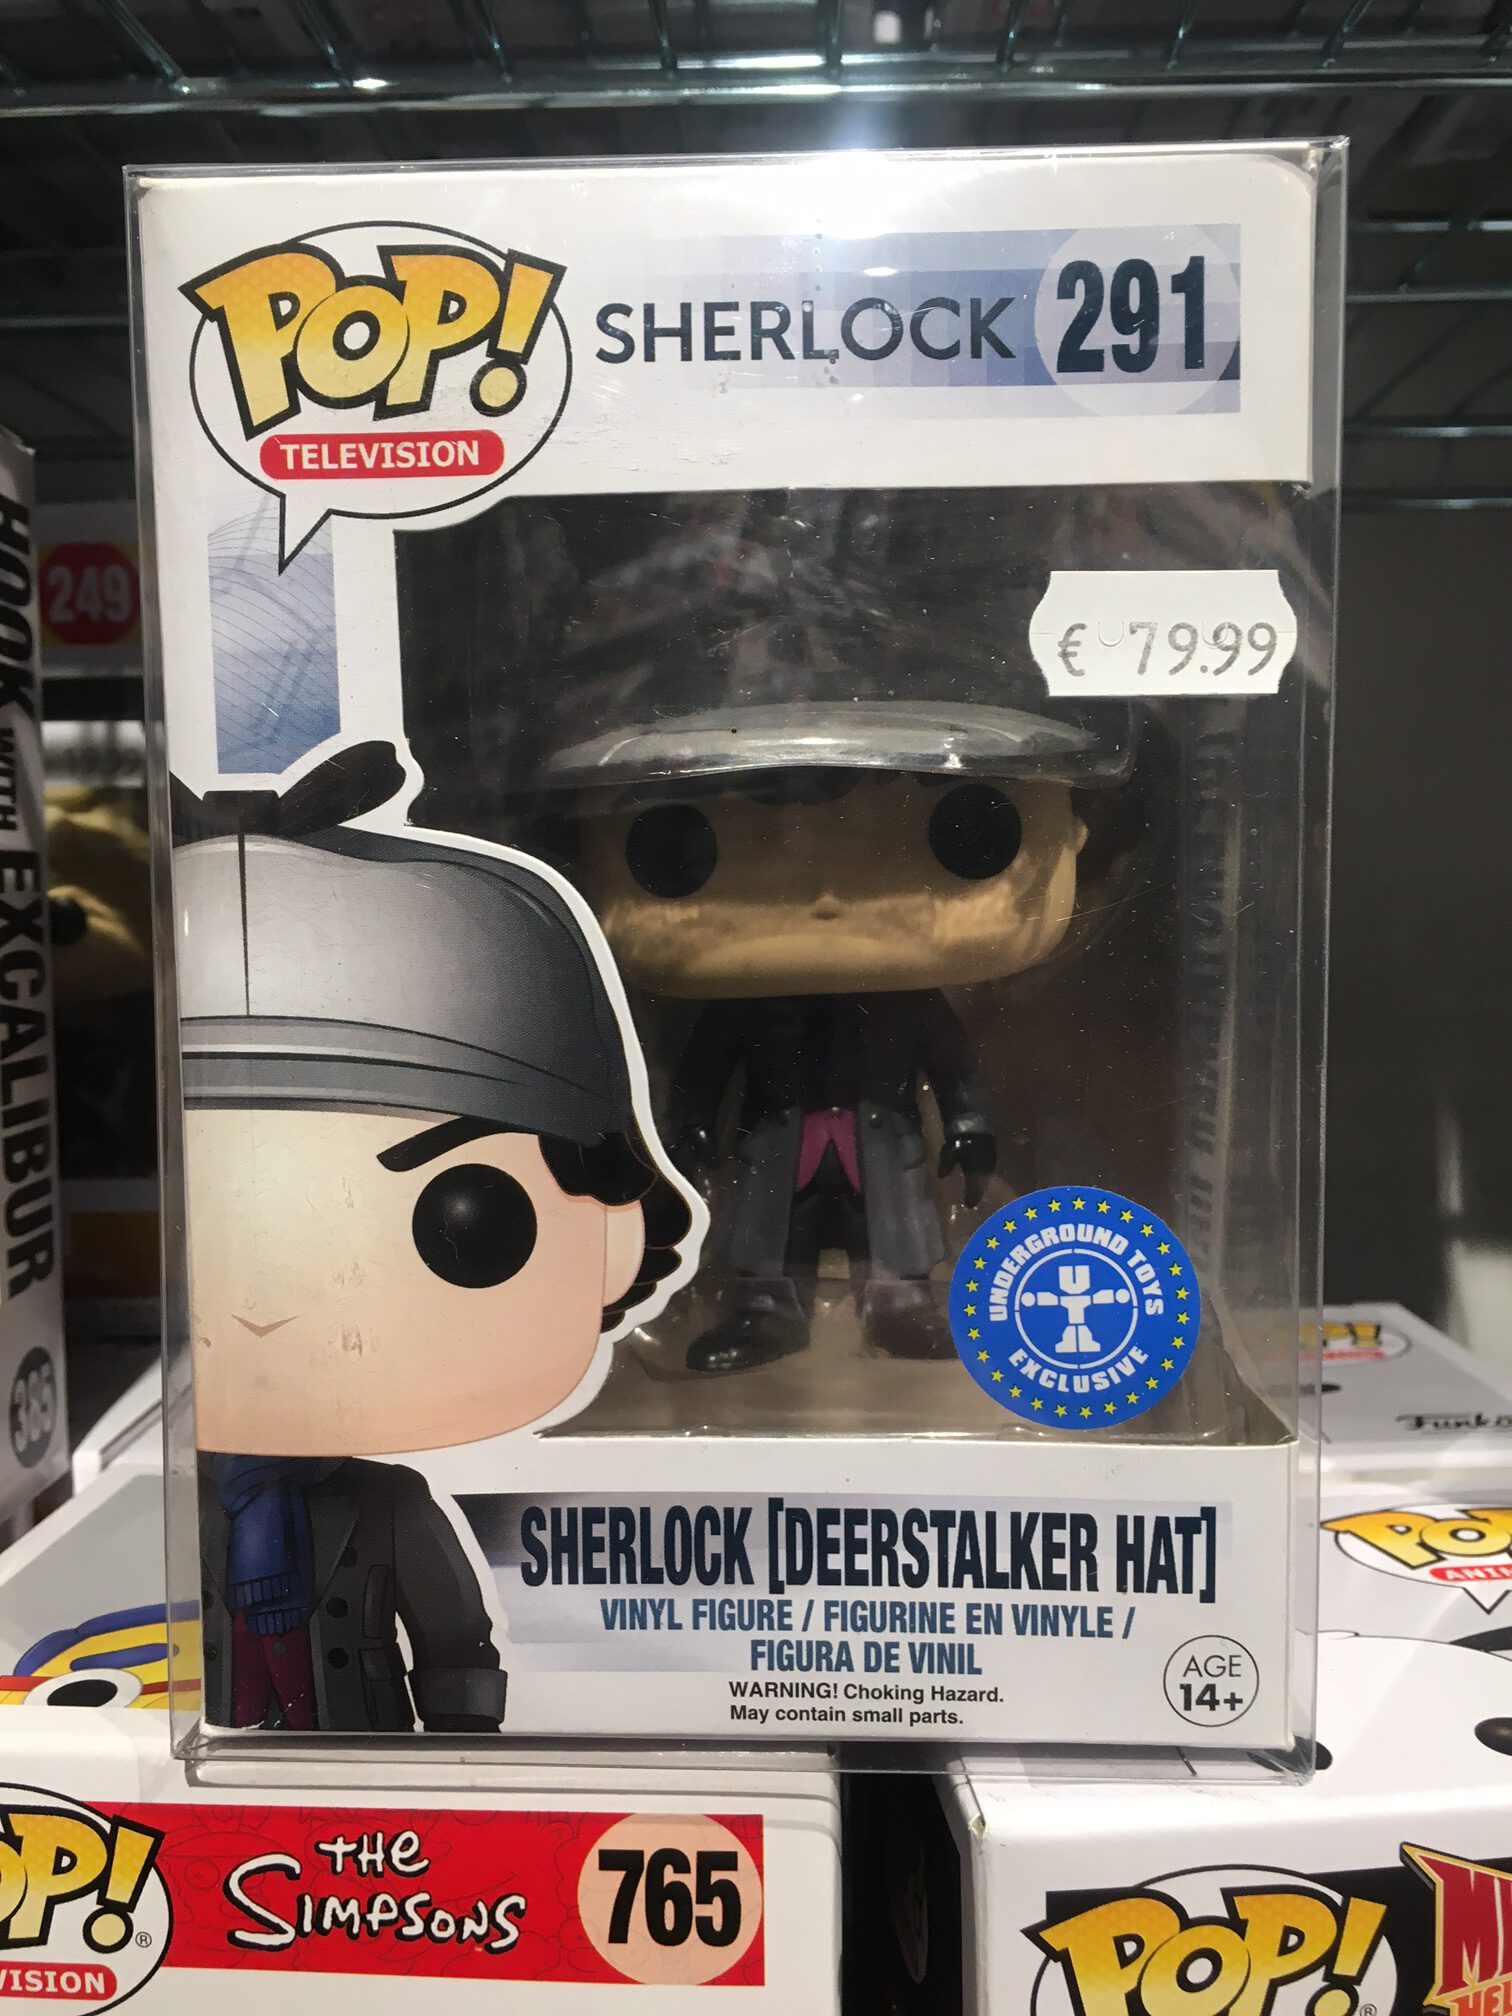 POP!
TELEVISION
SHERLOCK
291
€ 79.99
249
HOOK WITH EXCALIBUR
385
UNDERGROUND TOYS
EXCLUSIVE
SHERLOCK [DEERSTALKER HAT]
VINYL FIGURE / FIGURINE EN VINYLE /
FIGURA DE VINIL
WARNING! Choking Hazard.
May contain small parts.
AGE
14+
Funko
THE
SIMPSONS
765
POP!